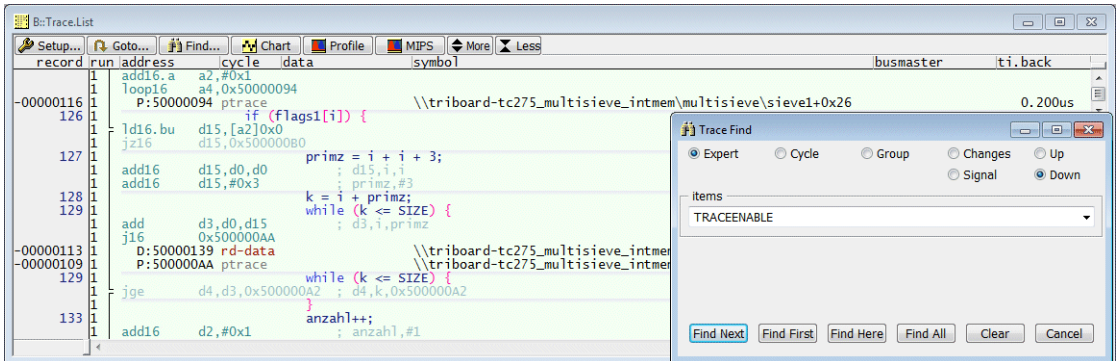 B::Trace.List
Setup... Goto... Find... Chart Profile MIPS More Less
record run address cycle data symbol busmaster ti.back
1 add16.a a2,#0x1
1 loop16 a4,0x50000094
-00000116 1 P:50000094 ptrace \\triboard-tc275_multisieve_intmem\multisieve\sieve1+0x26 0.200us
126 1 if (flags1[i]) {
1 ld16.bu d15,[a2]0x0
1 jz16 d15,0x500000B0
127 1 primz = i + i + 3;
1 add16 d15,d0,d0 ; d15,i,i
1 add16 d15,#0x3 ; primz,#3
128 1 k = i + primz;
129 1 while (k <= SIZE) {
1 add d3,d0,d15 ; d3,i,primz
1 j16 0x500000AA
-00000113 1 D:50000139 rd-data \\triboard-tc275_multisieve_intmem
-00000109 1 P:500000AA ptrace \\triboard-tc275_multisieve_intmem
129 1 while (k <= SIZE) {
1 jge d4,d3,0x500000A2 ; d4,k,0x500000A2
1 }
133 1 anzahl++;
1 add16 d2,#0x1 ; anzahl,#1
1
Trace Find
Expert Cycle Group Changes Up
Signal Down
items
TRACEENABLE
Find Next Find First Find Here Find All Clear Cancel